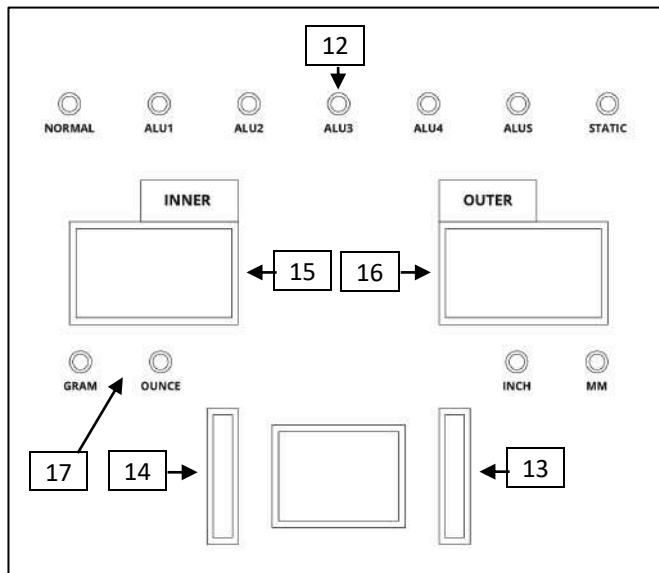 12
NORMAL ALU1 ALU2 ALU3 ALU4 ALUS STATIC
INNER OUTER
15 16
GRAM OUNCE INCH MM
17 14 13